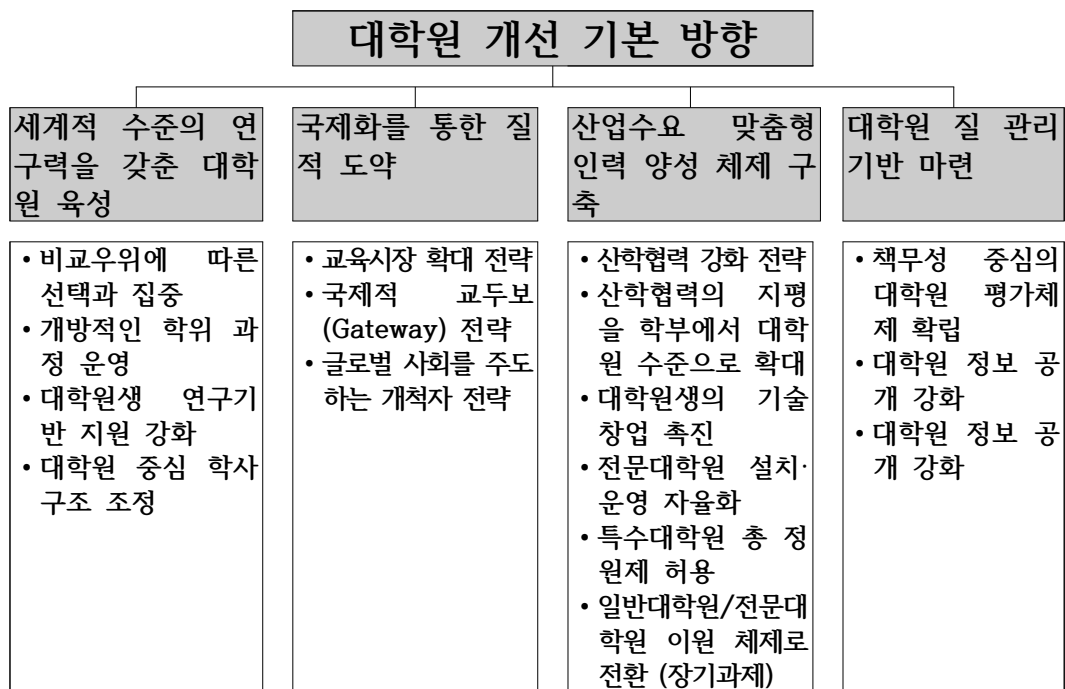 대학원 개선 기본 방향
세계적 수준의 연
구력을 갖춘 대학
원 육성
국제화를 통한 질
적 도약
산업수요 맞춤형
인력 양성 체제 구
축
대학원 질 관리
기반 마련
• 비교우위에 따른
선택과 집중
• 개방적인 학위 과
정 운영
• 대학원생 연구기
반 지원 강화
• 대학원 중심 학사
구조 조정
• 교육시장 확대 전략
• 국제적 교두보
(Gateway) 전략
• 글로벌 사회를 주도
하는 개척자 전략
• 산학협력 강화 전략
• 산학협력의 지평
을 학부에서 대학
원 수준으로 확대
• 대학원생의 기술
창업 촉진
• 전문대학원 설치·
운영 자율화
• 특수대학원 총 정
원제 허용
• 일반대학원/전문대
학원 이원 체제로
전환 (장기과제)
• 책무성 중심의
대학원 평가체
제 확립
• 대학원 정보 공
개 강화
• 대학원 정보 공
개 강화